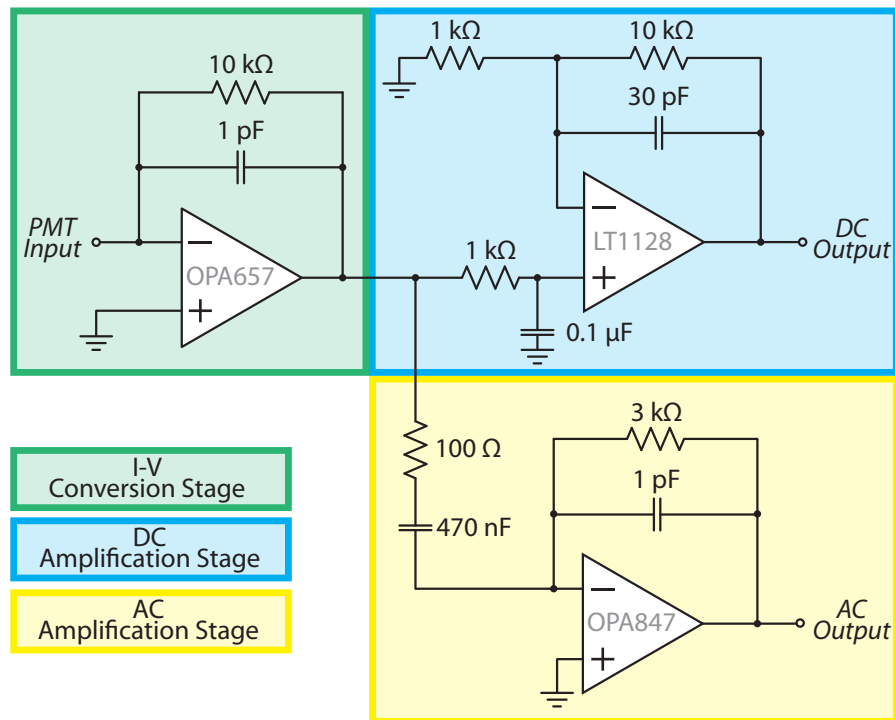 10 kΩ
1 pF
PMT
Input
−
OPA657
+
1 kΩ
10 kΩ
30 pF
−
LT1128
+
DC
Output
1 kΩ
0.1 µF
100 Ω
470 nF
3 kΩ
1 pF
−
OPA847
+
AC
Output
I-V
Conversion Stage
DC
Amplification Stage
AC
Amplification Stage